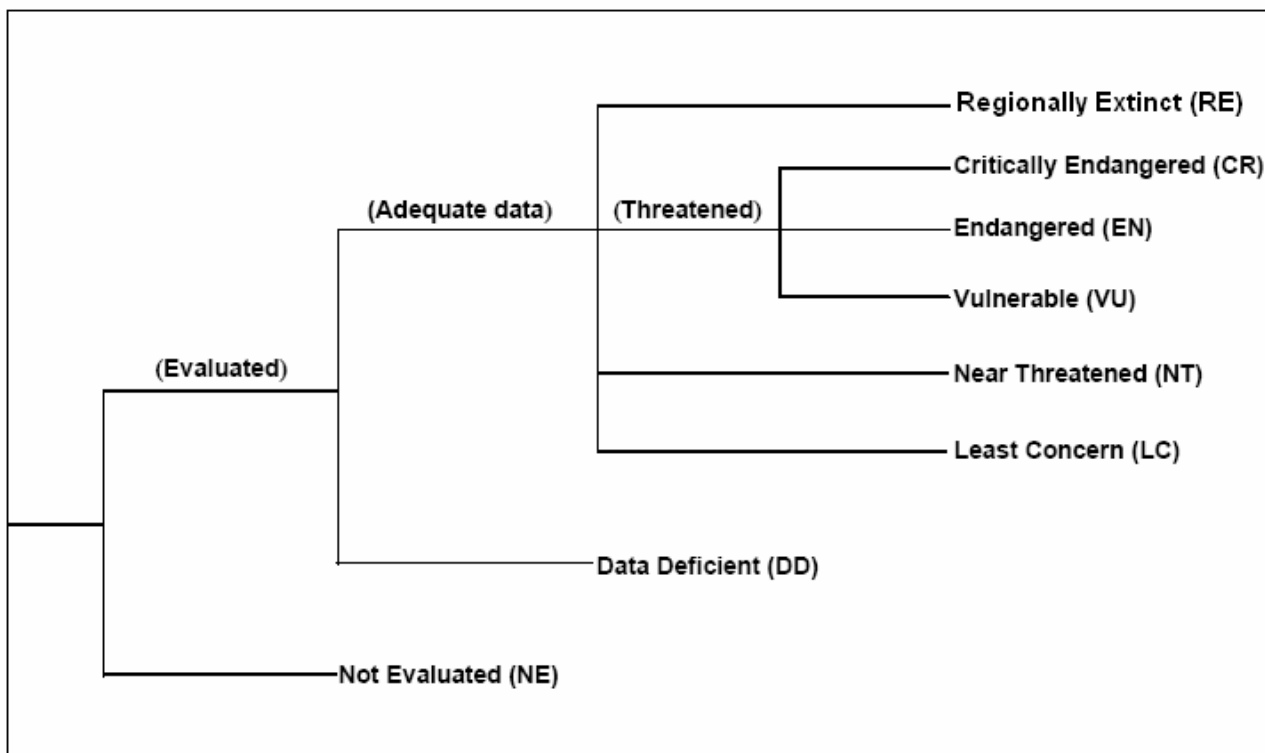 Regionally Extinct (RE)
Critically Endangered (CR)
(Adequate data)
(Threatened)
Endangered (EN)
Vulnerable (VU)
(Evaluated)
Near Threatened (NT)
Least Concern (LC)
Data Deficient (DD)
Not Evaluated (NE)